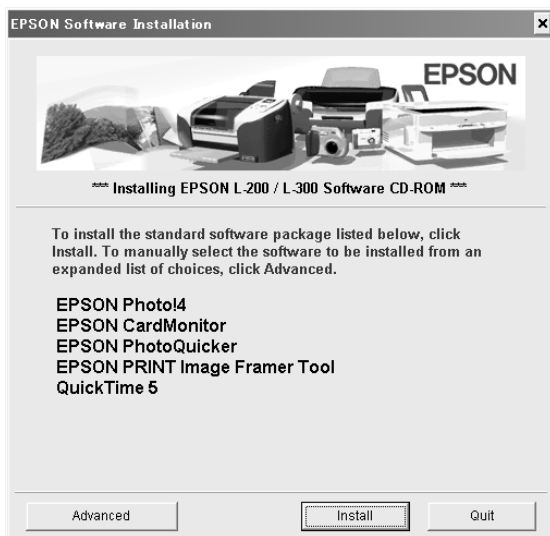 EPSON Software Installation
EPSON
*** Installing EPSON L-200 / L-300 Software CD-ROM ***
To install the standard software package listed below, click
Install. To manually select the software to be installed from an
expanded list of choices, click Advanced.
EPSON Photo!4
EPSON CardMonitor
EPSON PhotoQuicker
EPSON PRINT Image Framer Tool
QuickTime 5
Advanced
Install
Quit